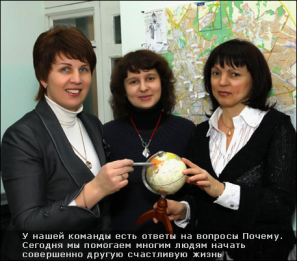 У нашей команды есть ответы на вопросы Почему.
Сегодня мы помогаем многим людям начать
совершенно другую счастливую жизнь